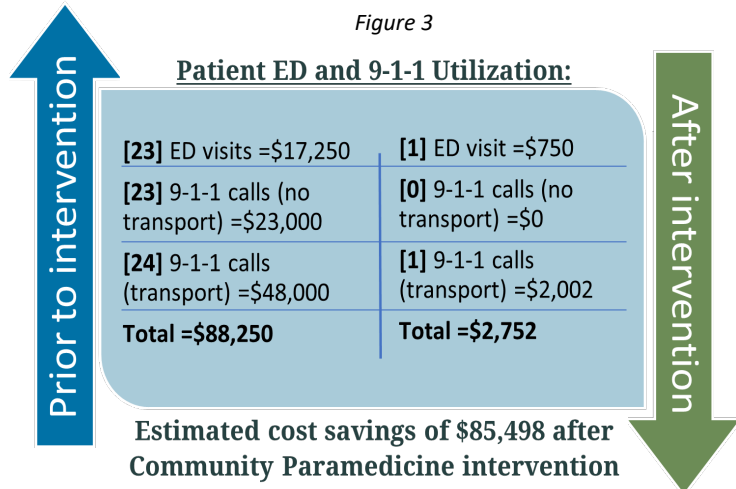 Figure 3
Patient ED and 9-1-1 Utilization:
Prior to intervention
[23] ED visits =$17,250
[23] 9-1-1 calls (no
transport) =$23,000
[24] 9-1-1 calls
(transport) =$48,000
Total =$88,250
[1] ED visit =$750
[0] 9-1-1 calls (no
transport) =$0
[1] 9-1-1 calls
(transport) =$2,002
Total =$2,752
After intervention
Estimated cost savings of $85,498 after
Community Paramedicine intervention